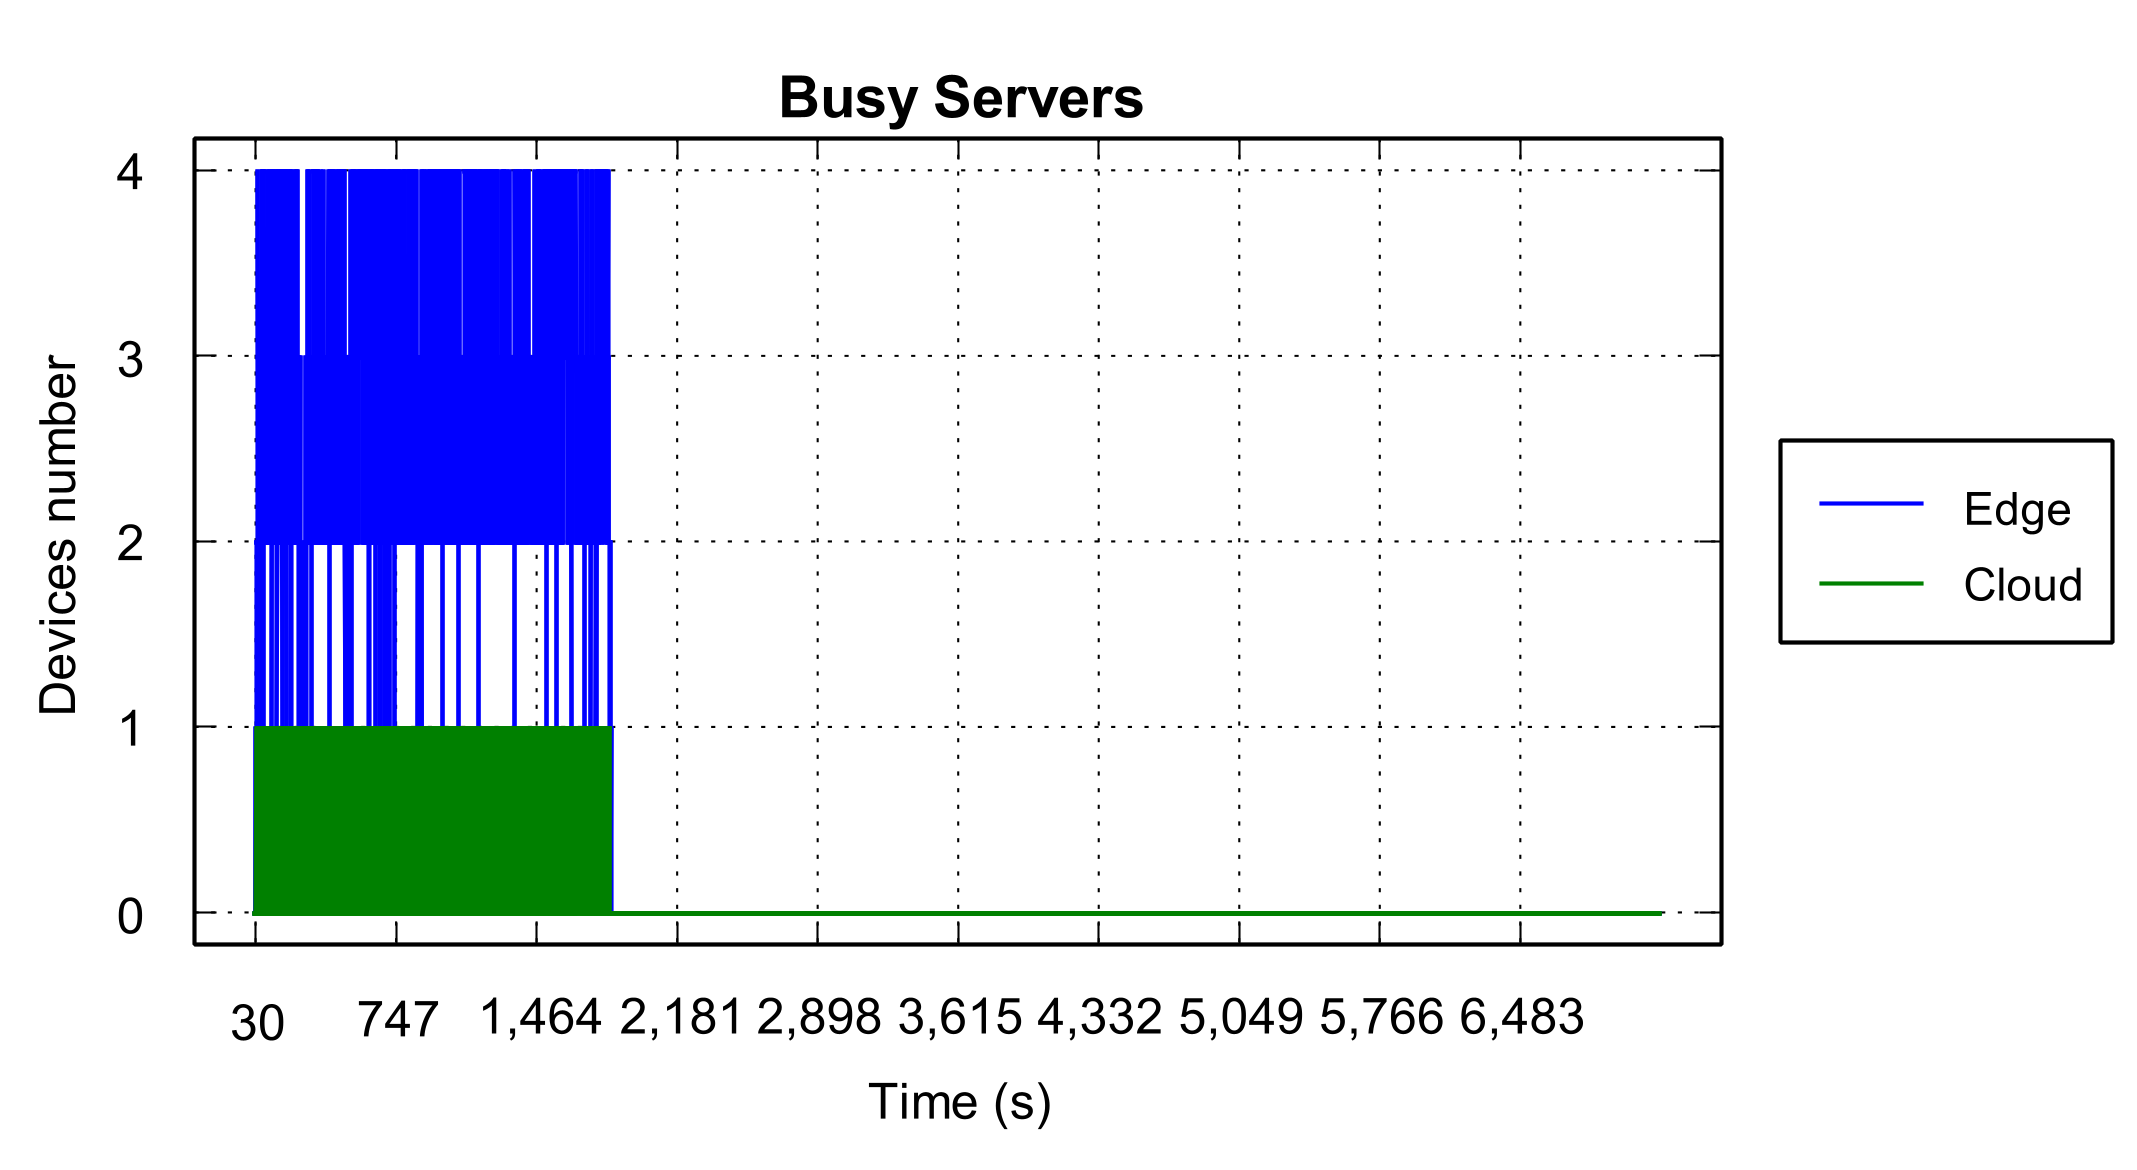 Busy Servers
4
3
2
1
0
Devices number
30 747 1,464 2,181 2,898 3,615 4,332 5,049 5,766 6,483
Time (s)
Edge
Cloud